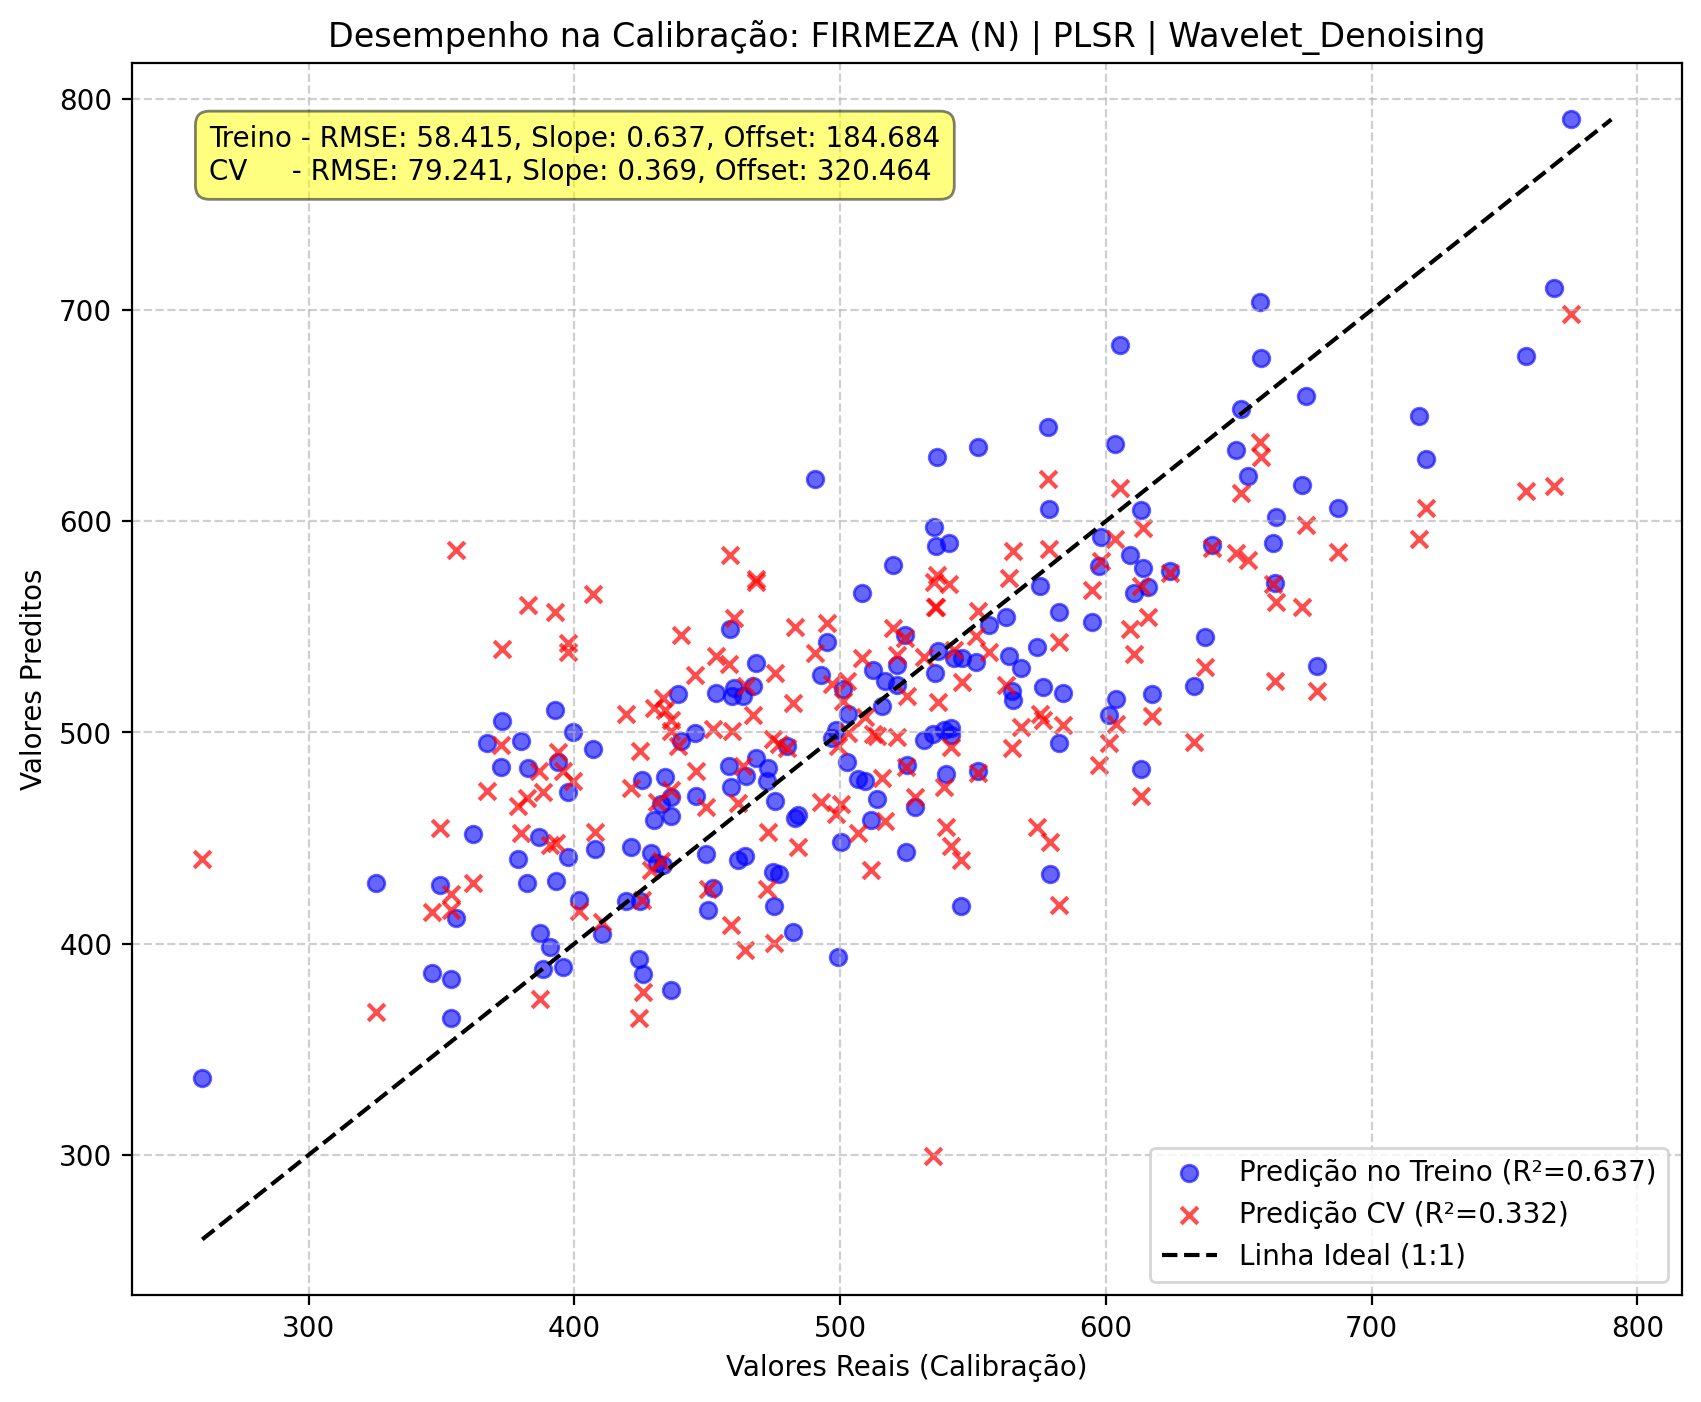 Desempenho na Calibração: FIRMEZA (N) | PLSR | Wavelet_Denoising
Treino - RMSE: 58.415, Slope: 0.637, Offset: 184.684
CV - RMSE: 79.241, Slope: 0.369, Offset: 320.464
Valores Preditos
800
700
600
500
400
300
Predição no Treino (R²=0.637)
Predição CV (R²=0.332)
Linha Ideal (1:1)
300 400 500 600 700 800
Valores Reais (Calibração)